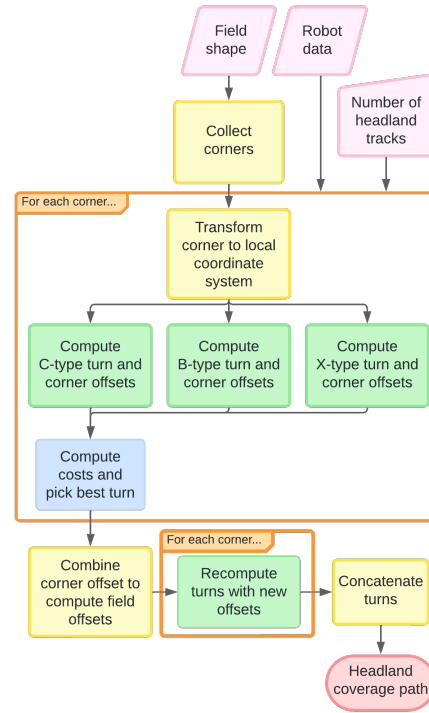 Field
shape
Robot
data
Number of
headland
tracks
Collect
corners
For each corner...
Transform
corner to local
coordinate
system
Compute
C-type turn and
corner offsets
Compute
B-type turn and
corner offsets
Compute
X-type turn and
corner offsets
Compute
costs and
pick best turn
Combine
corner offset to
compute field
offsets
For each corner...
Recompute
turns with new
offsets
Concatenate
turns
Headland
coverage path